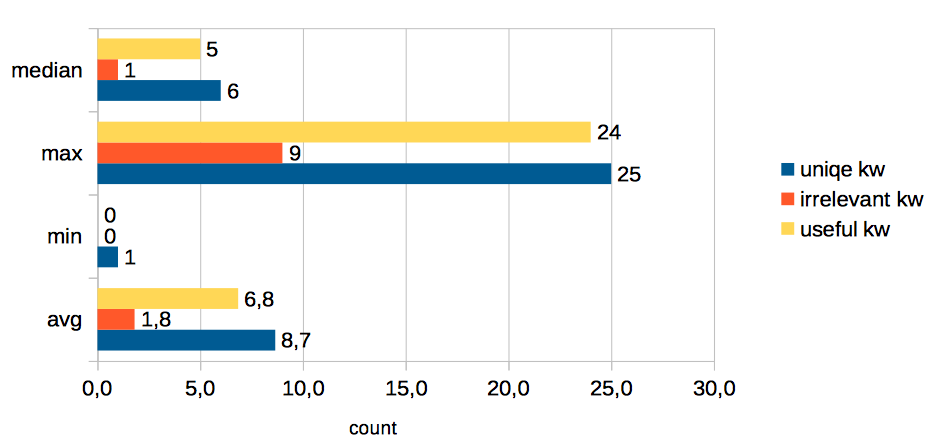 median
5
1
6
max
24
9
25
min
0
0
1
avg
6,8
1,8
8,7
0,0 5,0 10,0 15,0 20,0 25,0 30,0
count
uniqe kw
irrelevant kw
useful kw